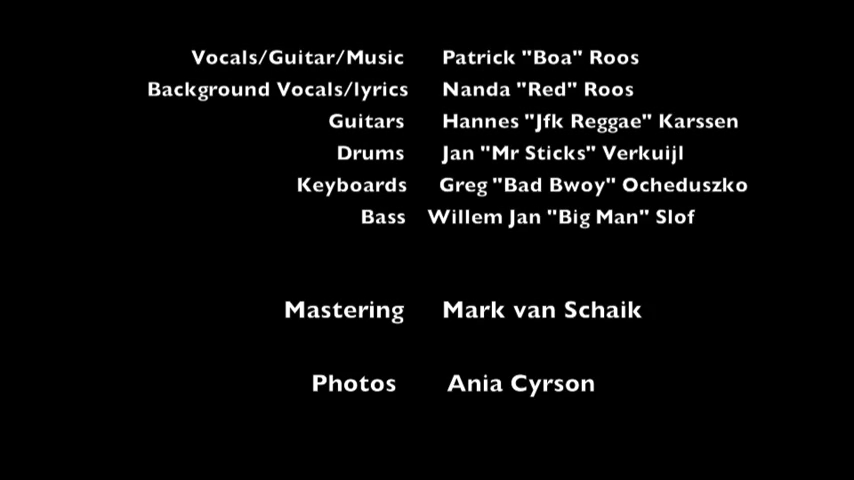 Vocals/Guitar/Music Patrick "Boa" Roos
Background Vocals/lyrics Nanda "Red" Roos
Guitars Hannes "Jfk Reggae" Karssen
Drums Jan "Mr Sticks" Verkuijl
Keyboards Greg "Bad Bwoy" Ocheduszko
Bass Willem Jan "Big Man" Slof
Mastering Mark van Schaik
Photos Ania Cyrson